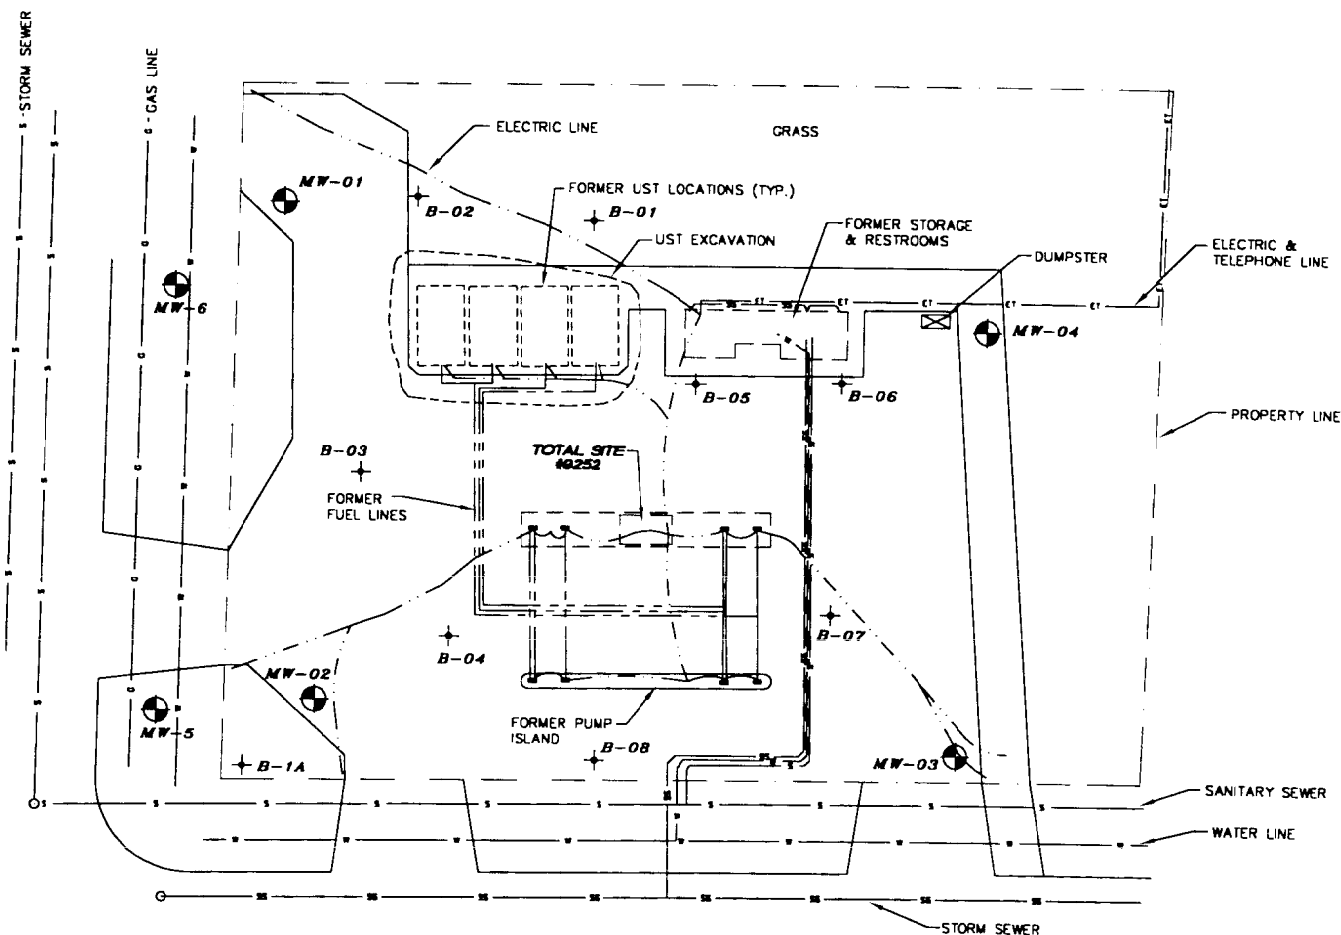 STORM SEWER
GAS LINE
ELECTRIC LINE
GRASS
MW-01
B-02
FORMER UST LOCATIONS (TYP.)
B-01
UST EXCAVATION
FORMER STORAGE
& RESTROOMS
DUMPSTER
ELECTRIC &
TELEPHONE LINE
MW-6
MW-04
B-05
B-06
PROPERTY LINE
B-03
TOTAL SITE
FORMER
FUEL LINES
B-04
B-07
MW-02
MW-5
FORMER PUMP
ISLAND
B-08
B-1A
MW-03
SANITARY SEWER
WATER LINE
STORM SEWER